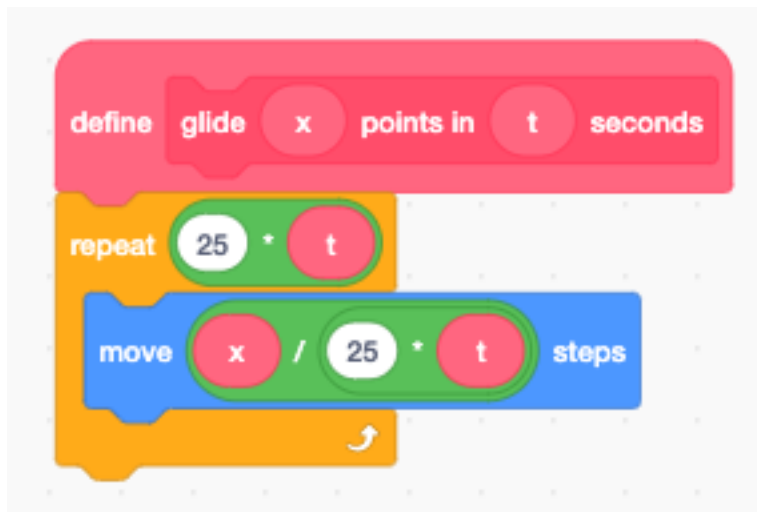 define glide x points in t seconds
repeat 25 * t
move x / 25 * t steps